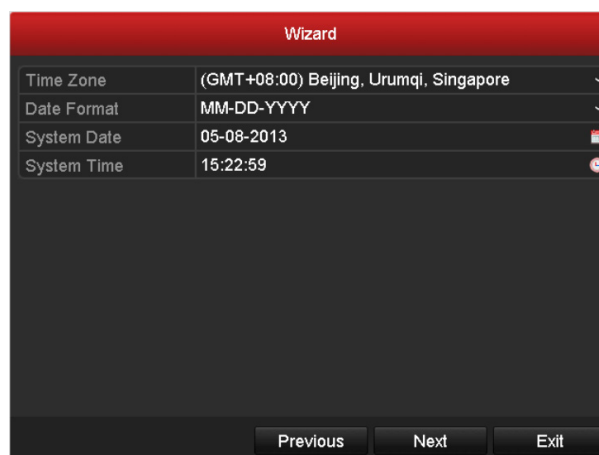 Wizard
Time Zone (GMT+08:00) Beijing, Urumqi, Singapore
Date Format MM-DD-YYYY
System Date 05-08-2013
System Time 15:22:59
Previous Next Exit